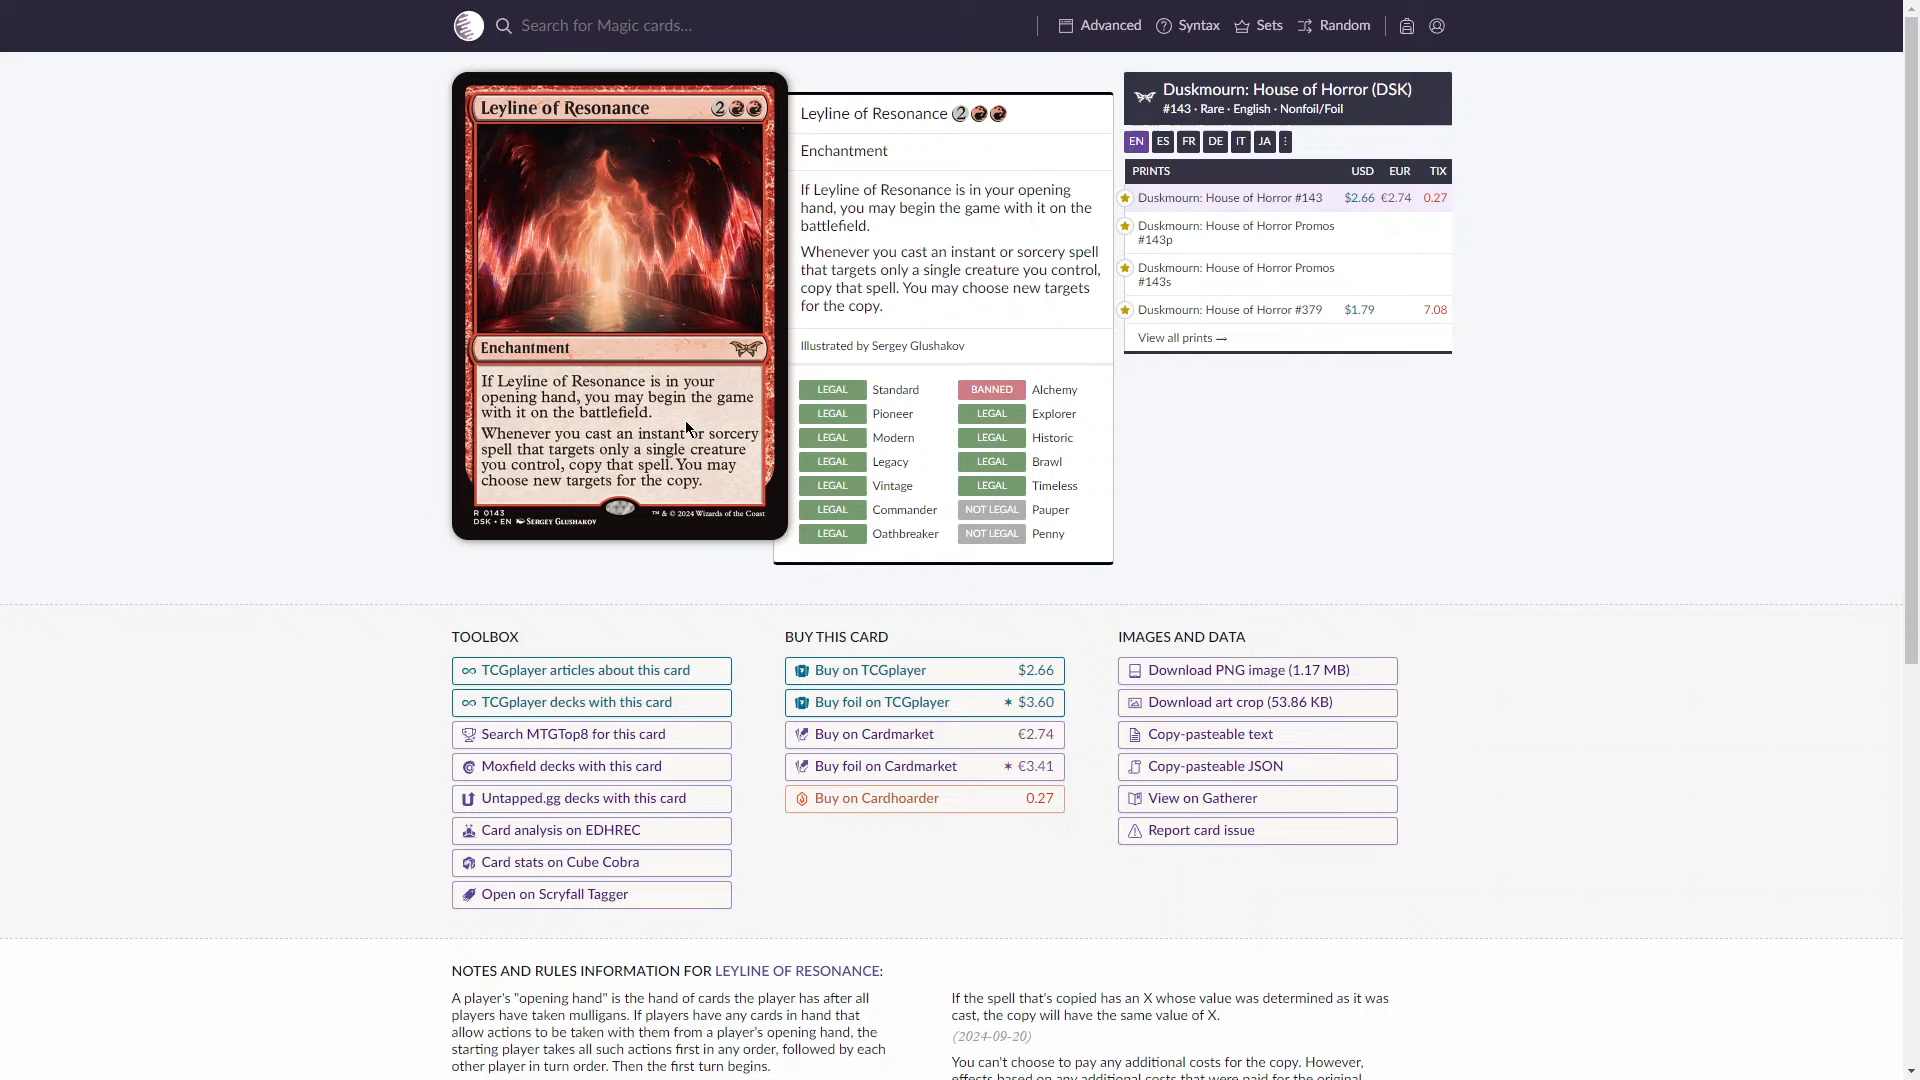 Search for Magic cards...
Advanced
Syntax
Sets
Random
Leyline of Resonance 2
Enchantment
If Leyline of Resonance is in your
opening hand, you may begin the game
with it on the battlefield.
Whenever you cast an instant or sorcery
spell that targets only a single creature
you control, copy that spell. You may
choose new targets for the copy.
R 0143
DSK • EN SERGEY GLUSHAKOV
™ & © 2024 Wizards of the Coast
Leyline of Resonance 2
Enchantment
If Leyline of Resonance is in your opening
hand, you may begin the game with it on the
battlefield.
Whenever you cast an instant or sorcery spell
that targets only a single creature you control,
copy that spell. You may choose new targets
for the copy.
Illustrated by Sergey Glushakov
LEGAL Standard BANNED Alchemy
LEGAL Pioneer LEGAL Explorer
LEGAL Modern LEGAL Historic
LEGAL Legacy LEGAL Brawl
LEGAL Vintage LEGAL Timeless
LEGAL Commander NOT LEGAL Pauper
LEGAL Oathbreaker NOT LEGAL Penny
Duskmourn: House of Horror (DSK)
#143 · Rare · English · Nonfoil/Foil
EN ES FR DE IT JA ⋮
PRINTS USD EUR TIX
Duskmourn: House of Horror #143 $2.66 €2.74 0.27
Duskmourn: House of Horror Promos
#143p
Duskmourn: House of Horror Promos
#143s
Duskmourn: House of Horror #379 $1.79 7.08
View all prints →
TOOLBOX
TCGplayer articles about this card
TCGplayer decks with this card
Search MTGTop8 for this card
Moxfield decks with this card
Untapped.gg decks with this card
Card analysis on EDHREC
Card stats on Cube Cobra
Open on Scryfall Tagger
BUY THIS CARD
Buy on TCGplayer $2.66
Buy foil on TCGplayer ✶ $3.60
Buy on Cardmarket €2.74
Buy foil on Cardmarket ✶ €3.41
Buy on Cardhoarder 0.27
IMAGES AND DATA
Download PNG image (1.17 MB)
Download art crop (53.86 KB)
Copy-pasteable text
Copy-pasteable JSON
View on Gatherer
Report card issue
NOTES AND RULES INFORMATION FOR LEYLINE OF RESONANCE:
A player's "opening hand" is the hand of cards the player has after all
players have taken mulligans. If players have any cards in hand that
allow actions to be taken with them from a player's opening hand, the
starting player takes all such actions first in any order, followed by each
other player in turn order. Then the first turn begins.
If the spell that's copied has an X whose value was determined as it was
cast, the copy will have the same value of X.
(2024-09-20)
You can't choose to pay any additional costs for the copy. However,
effects based on any additional costs that were paid for the original